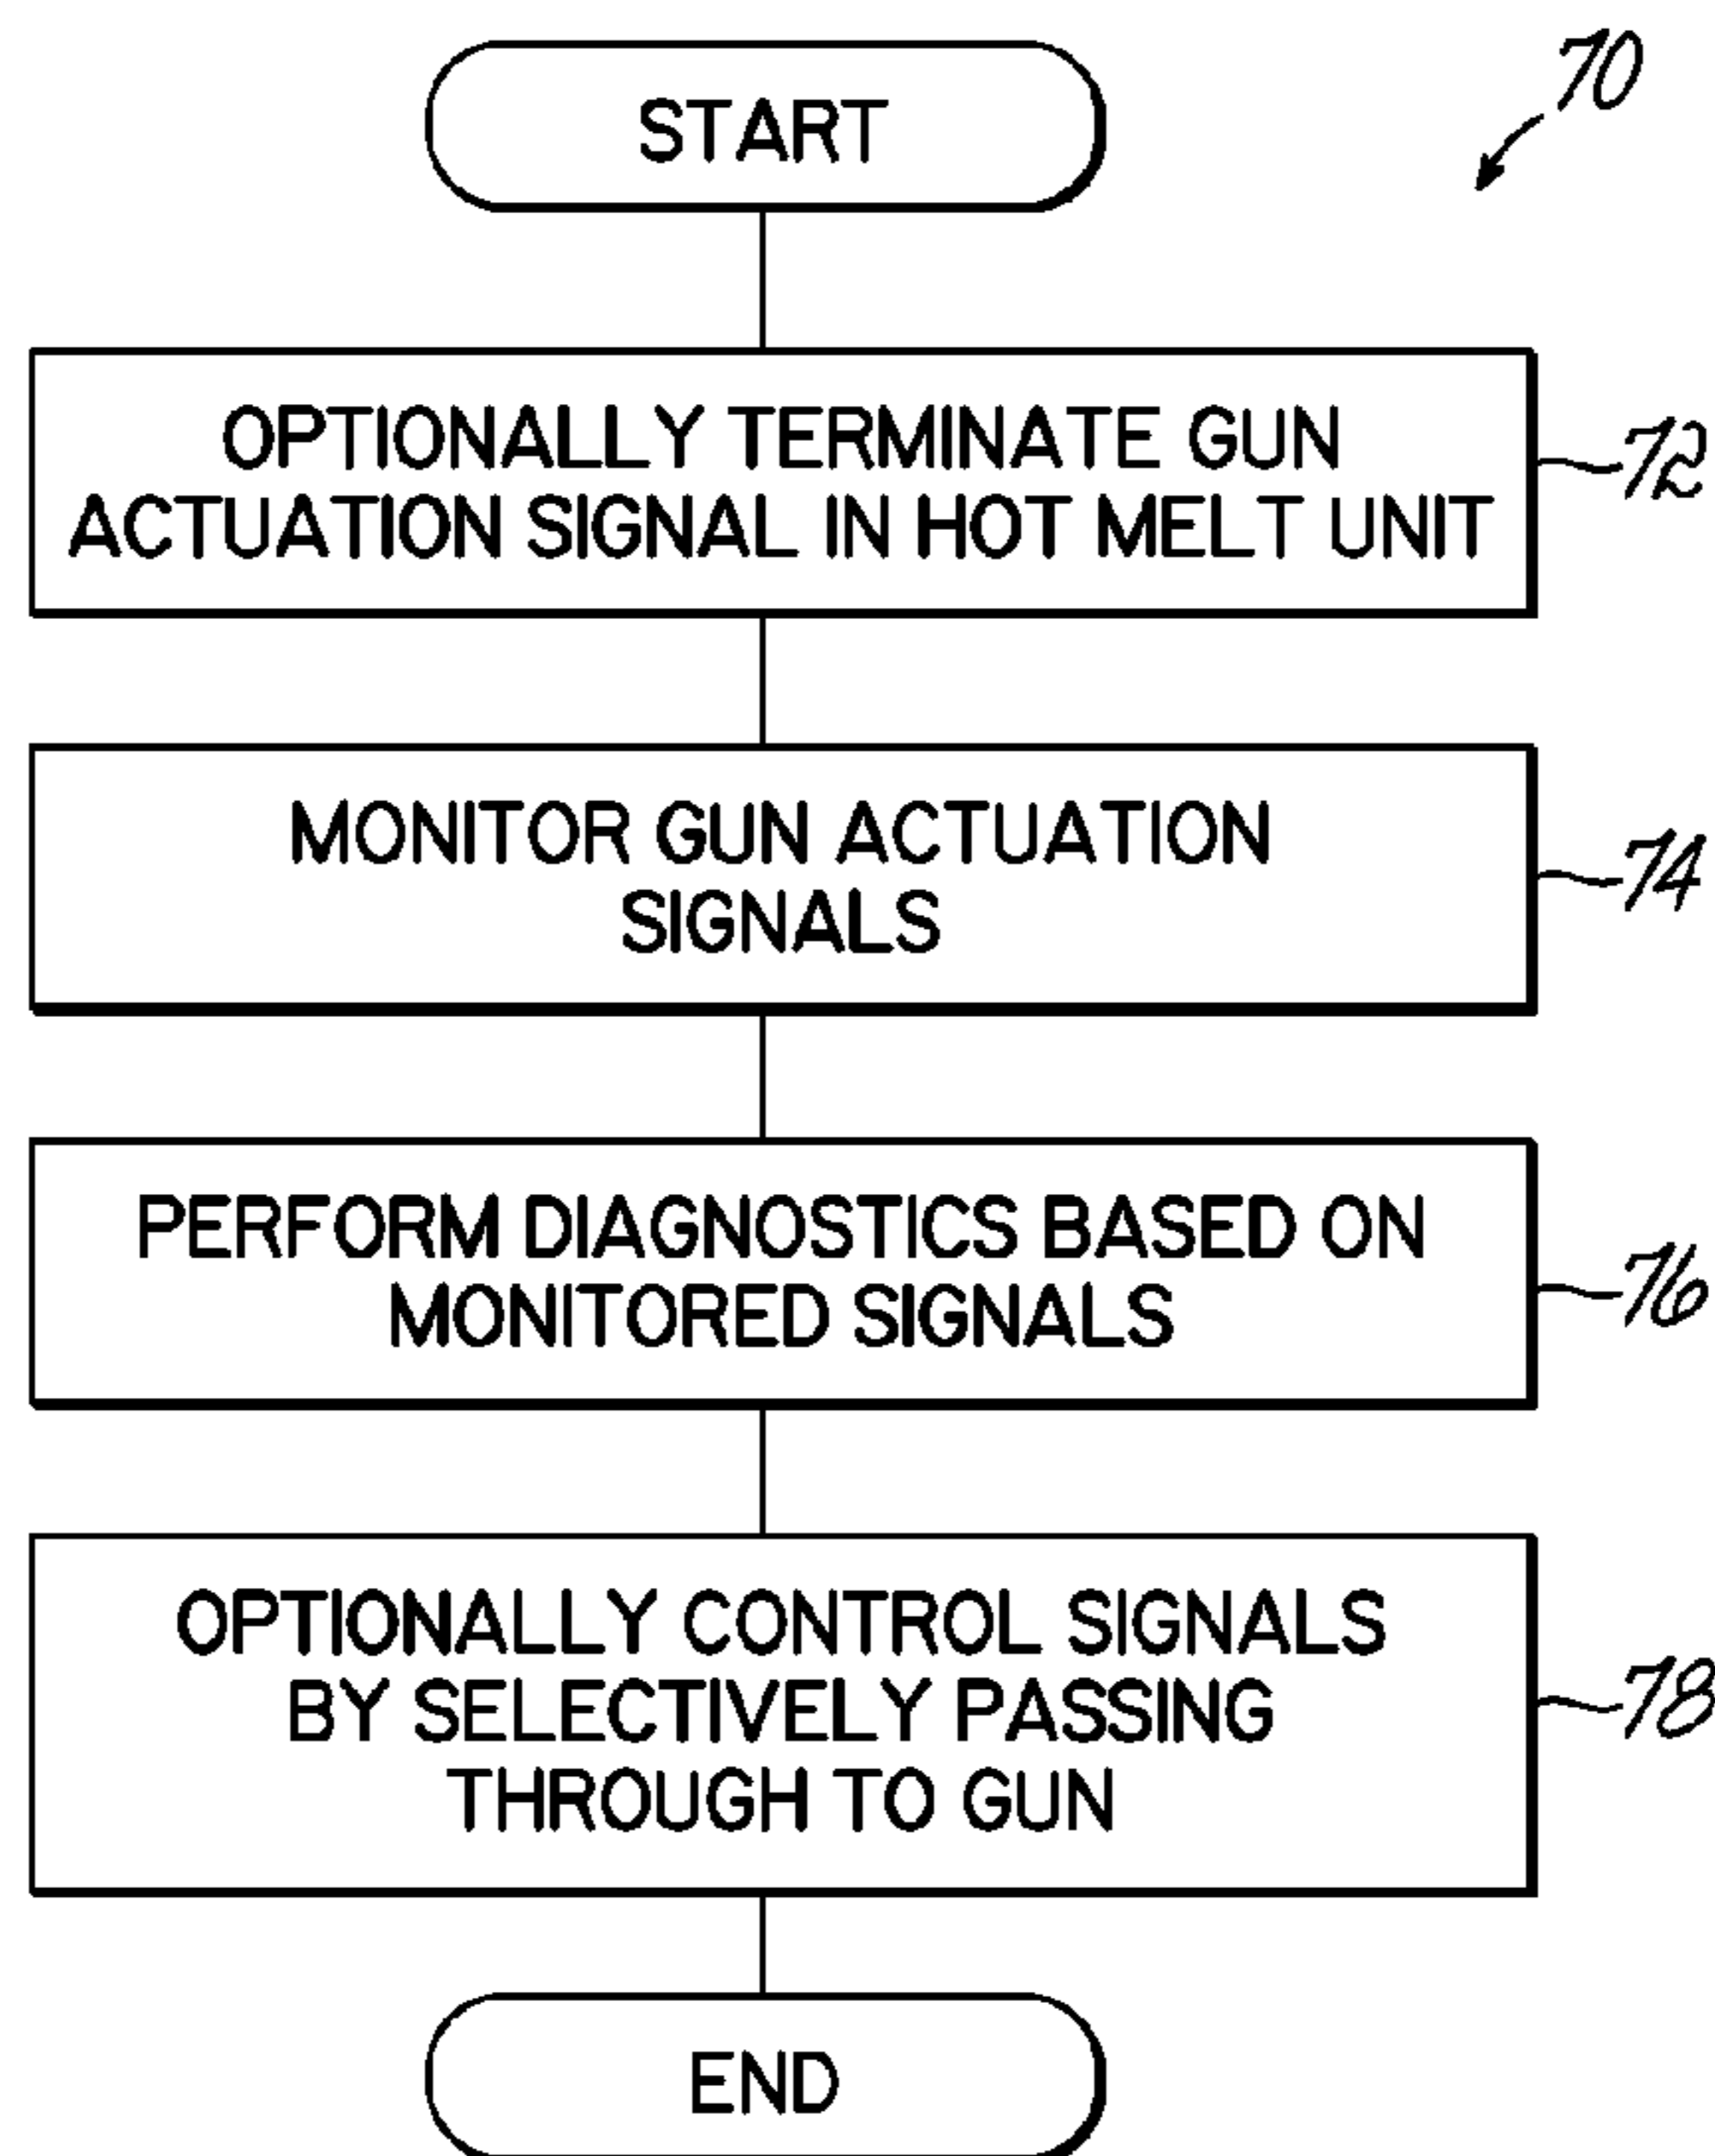 START
70
OPTIONALLY TERMINATE GUN
ACTUATION SIGNAL IN HOT MELT UNIT
72
MONITOR GUN ACTUATION
SIGNALS
74
PERFORM DIAGNOSTICS BASED ON
MONITORED SIGNALS
76
OPTIONALLY CONTROL SIGNALS
BY SELECTIVELY PASSING
THROUGH TO GUN
78
END